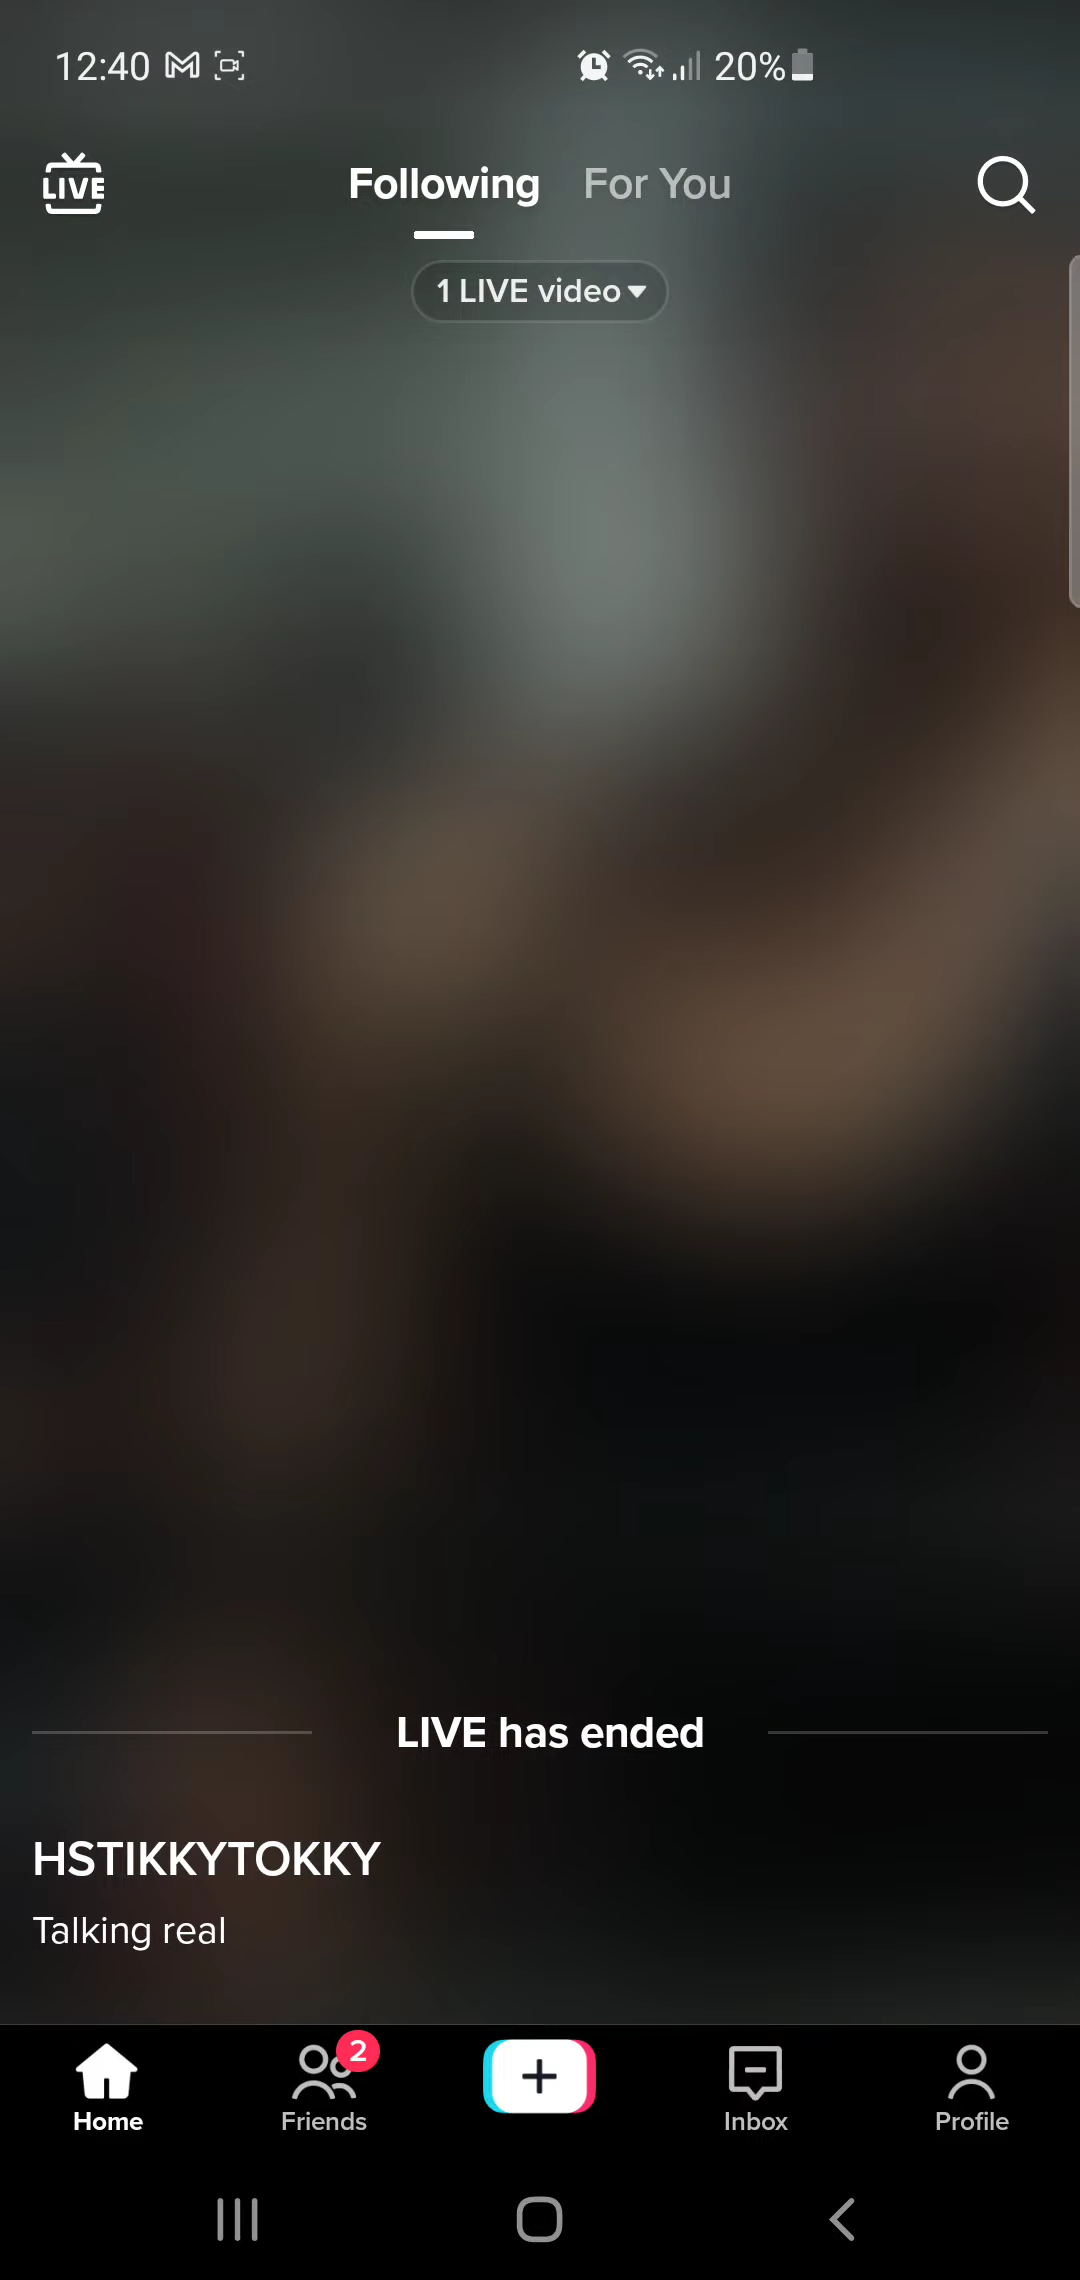 12:40 20%
LIVE Following For You
1 LIVE video
LIVE has ended
HSTIKKYTOKKY
Talking real
2
Home Friends Inbox Profile